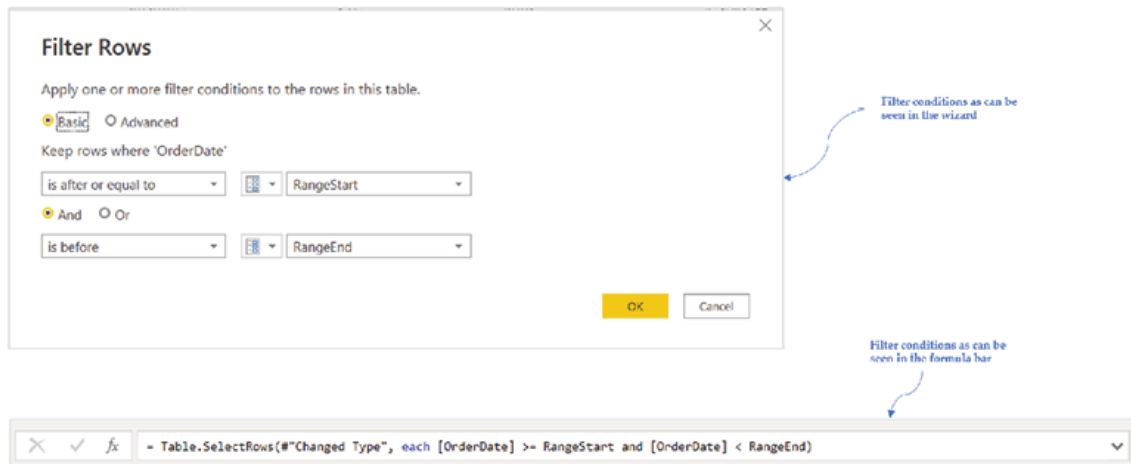 Filter Rows
Apply one or more filter conditions to the rows in this table.
Basic Advanced
Keep rows where 'OrderDate'
is after or equal to RangeStart
And Or
is before RangeEnd
OK Cancel
Filter conditions as can be
seen in the wizard
Filter conditions as can be
seen in the formula bar
fx = Table.SelectRows(#"Changed Type", each [OrderDate] >= RangeStart and [OrderDate] < RangeEnd)